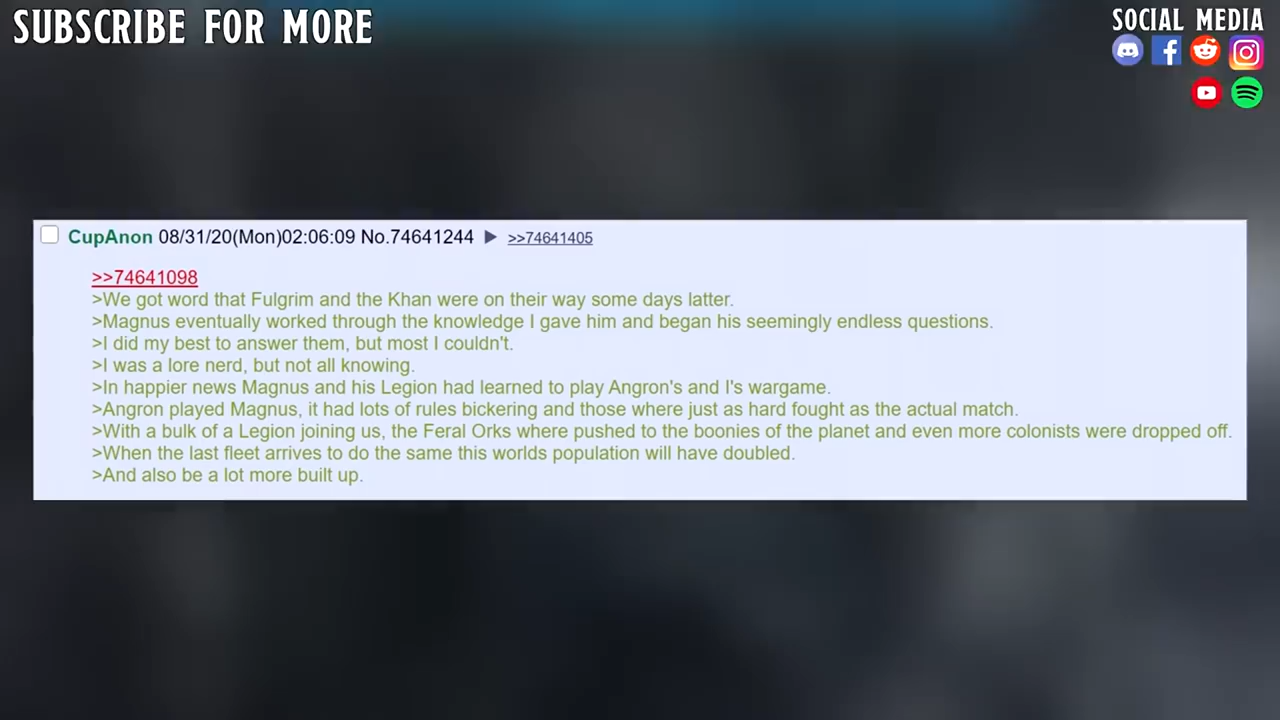 SUBSCRIBE FOR MORE
SOCIAL MEDIA
CupAnon 08/31/20(Mon)02:06:09 No.74641244 ▶ >>74641405
>>74641098
>We got word that Fulgrim and the Khan were on their way some days latter.
>Magnus eventually worked through the knowledge I gave him and began his seemingly endless questions.
>I did my best to answer them, but most I couldn't.
>I was a lore nerd, but not all knowing.
>In happier news Magnus and his Legion had learned to play Angron's and I's wargame.
>Angron played Magnus, it had lots of rules bickering and those where just as hard fought as the actual match.
>With a bulk of a Legion joining us, the Feral Orks where pushed to the boonies of the planet and even more colonists were dropped off.
>When the last fleet arrives to do the same this worlds population will have doubled.
>And also be a lot more built up.